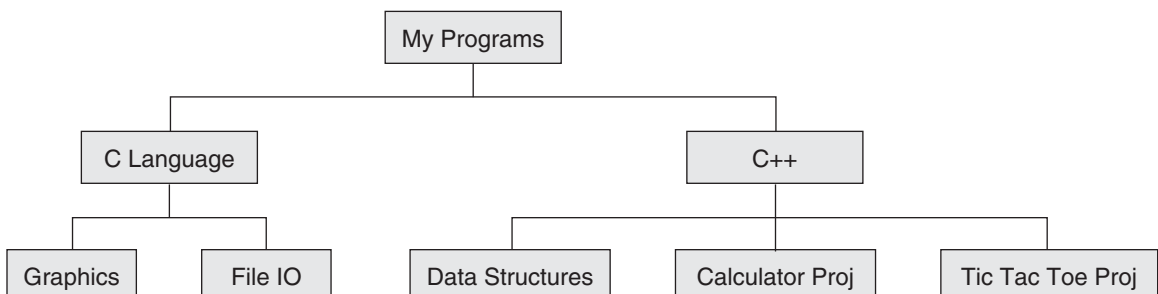 My Programs
C Language
C++
Graphics
File IO
Data Structures
Calculator Proj
Tic Tac Toe Proj